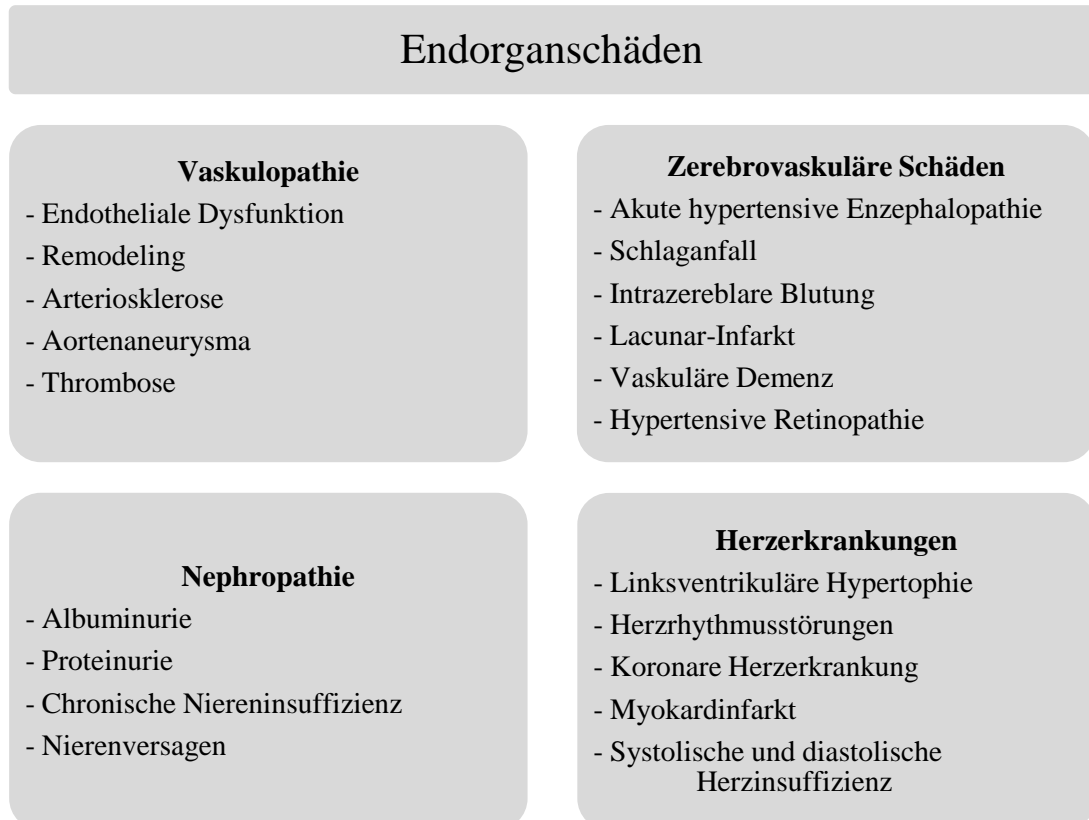 Endorganschäden
Vaskulopathie
- Endotheliale Dysfunktion
- Remodeling
- Arteriosklerose
- Aortenaneurysma
- Thrombose
Zerebrovaskuläre Schäden
- Akute hypertensive Enzephalopathie
- Schlaganfall
- Intrazereblare Blutung
- Lacunar-Infarkt
- Vaskuläre Demenz
- Hypertensive Retinopathie
Nephropathie
- Albuminurie
- Proteinurie
- Chronische Niereninsuffizienz
- Nierenversagen
Herzerkrankungen
- Linksventrikuläre Hypertophie
- Herzrhythmusstörungen
- Koronare Herzerkrankung
- Myokardinfarkt
- Systolische und diastolische
Herzinsuffizienz